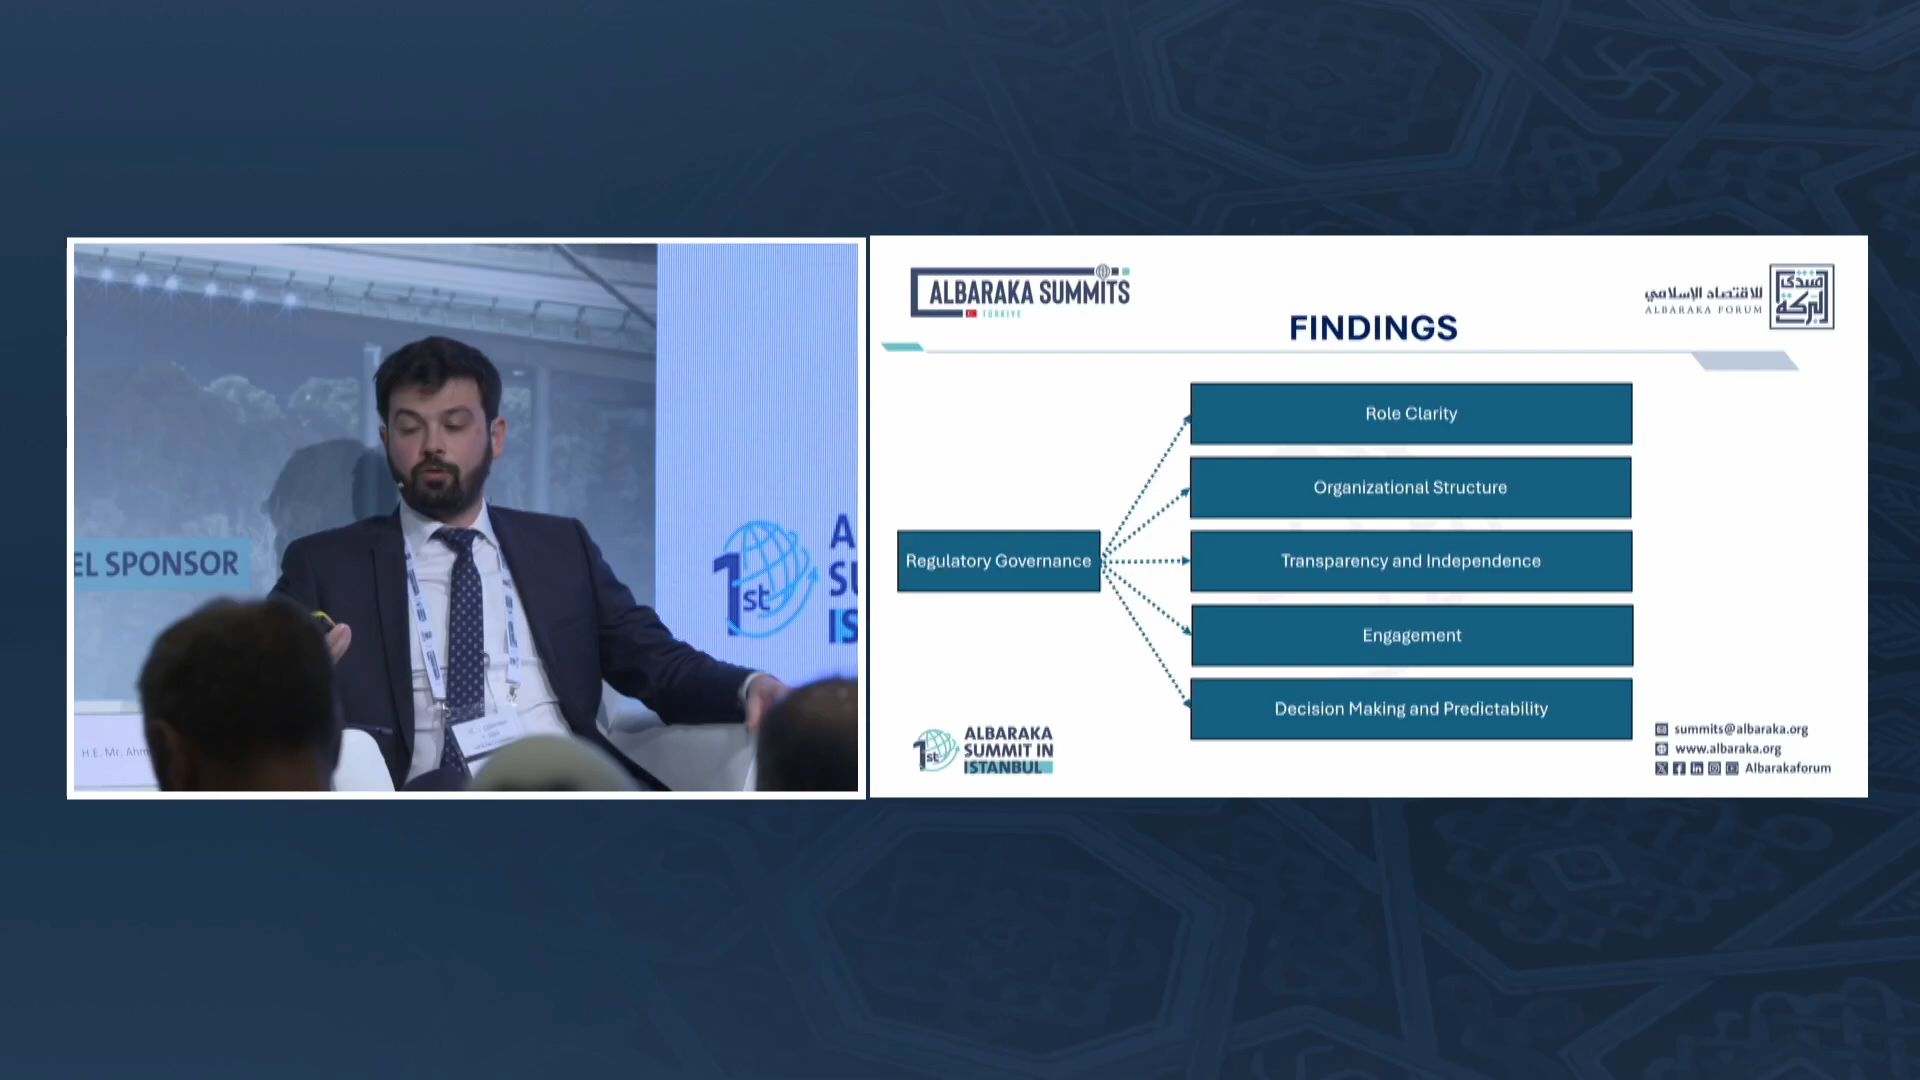 EL SPONSOR
1st
A
SU
IS
H.E. Mr. Ahm
ALBARAKA SUMMITS
TÜRKİYE
منتدى البركة
للاقتصاد الإسلامي
ALBARAKA FORUM
FINDINGS
Role Clarity
Organizational Structure
Regulatory Governance
Transparency and Independence
Engagement
Decision Making and Predictability
1st
ALBARAKA
SUMMIT IN
ISTANBUL
summits@albaraka.org
www.albaraka.org
Albarakaforum